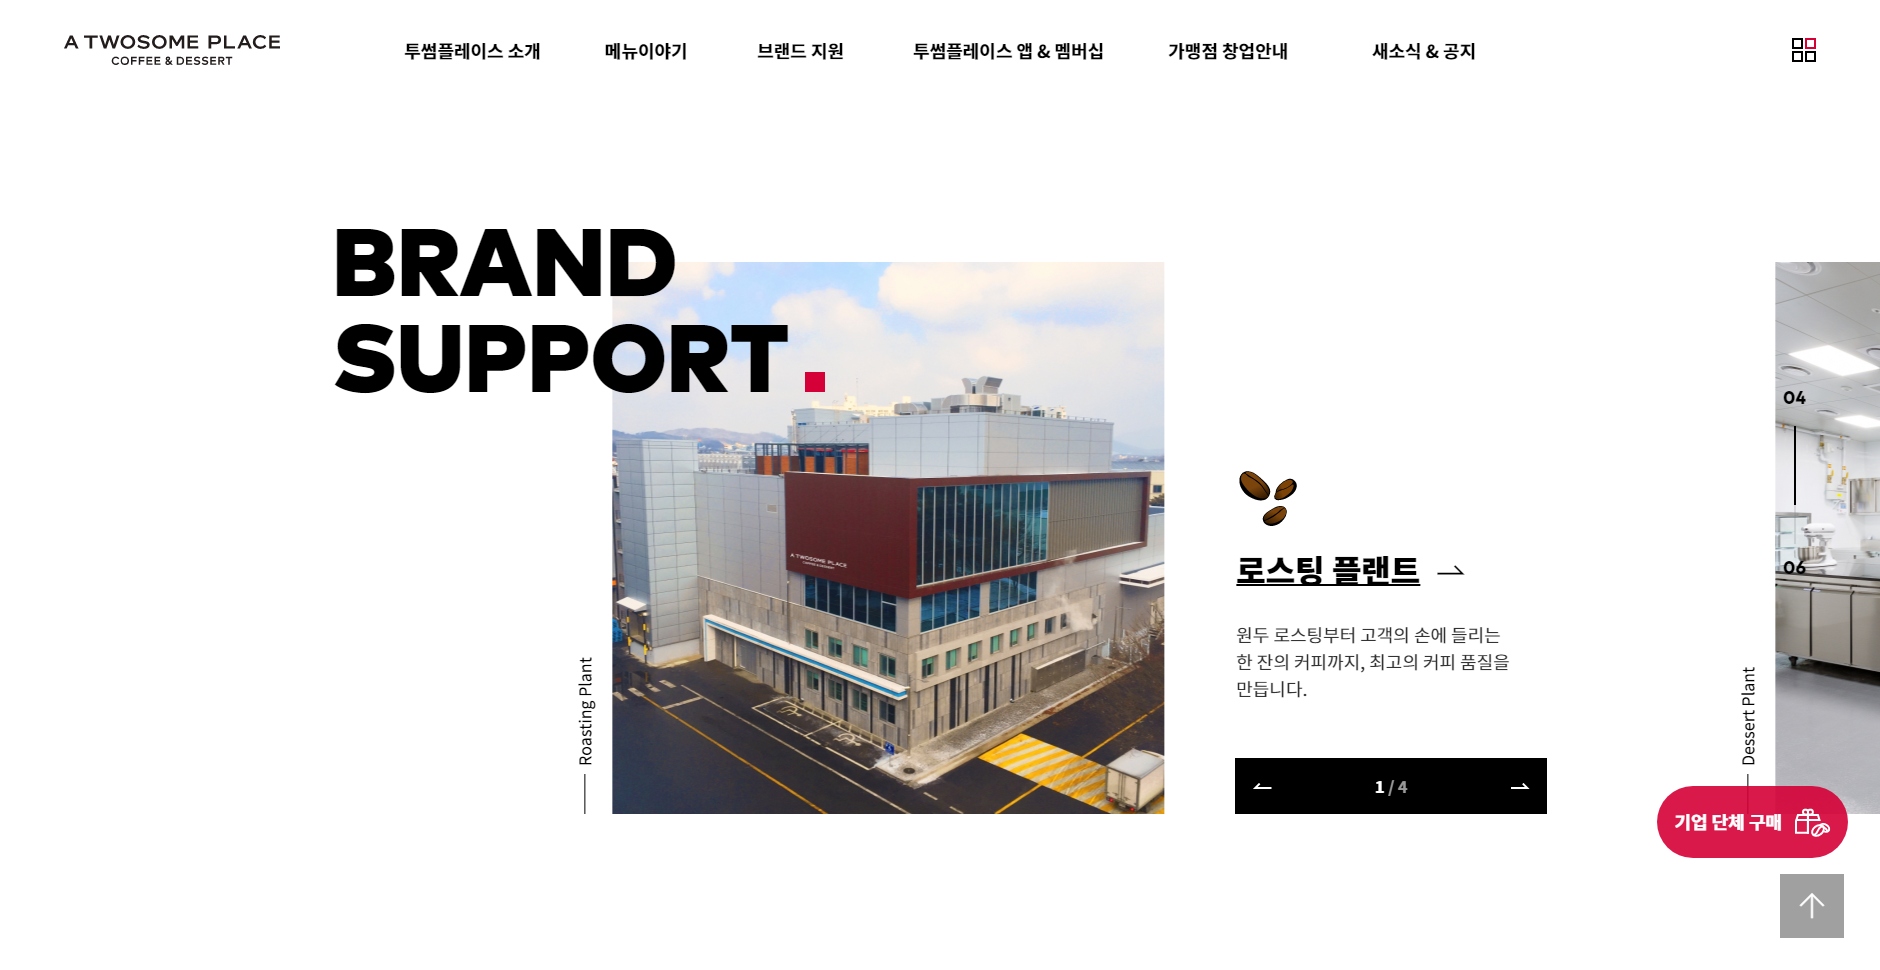 A TWOSOME PLACE
COFFEE & DESSERT
투썸플레이스 소개
메뉴이야기
브랜드 지원
투썸플레이스 앱 & 멤버십
가맹점 창업안내
새소식 & 공지
BRAND
SUPPORT.
A TWOSOME PLACE
COFFEE & DESSERT
Roasting Plant
로스팅 플랜트
원두 로스팅부터 고객의 손에 들리는
한 잔의 커피까지, 최고의 커피 품질을
만듭니다.
1 / 4
04
06
Dessert Plant
기업 단체 구매